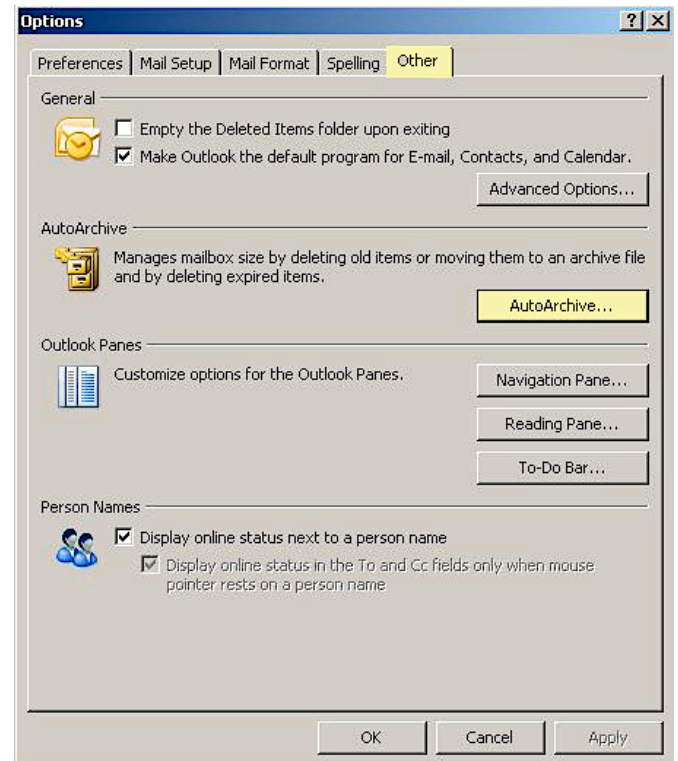 Options
? X
Preferences Mail Setup Mail Format Spelling Other
General
Empty the Deleted Items folder upon exiting
Make Outlook the default program for E-mail, Contacts, and Calendar.
Advanced Options...
AutoArchive
Manages mailbox size by deleting old items or moving them to an archive file
and by deleting expired items.
AutoArchive...
Outlook Panes
Customize options for the Outlook Panes.
Navigation Pane...
Reading Pane...
To-Do Bar...
Person Names
Display online status next to a person name
Display online status in the To and Cc fields only when mouse
pointer rests on a person name
OK Cancel Apply